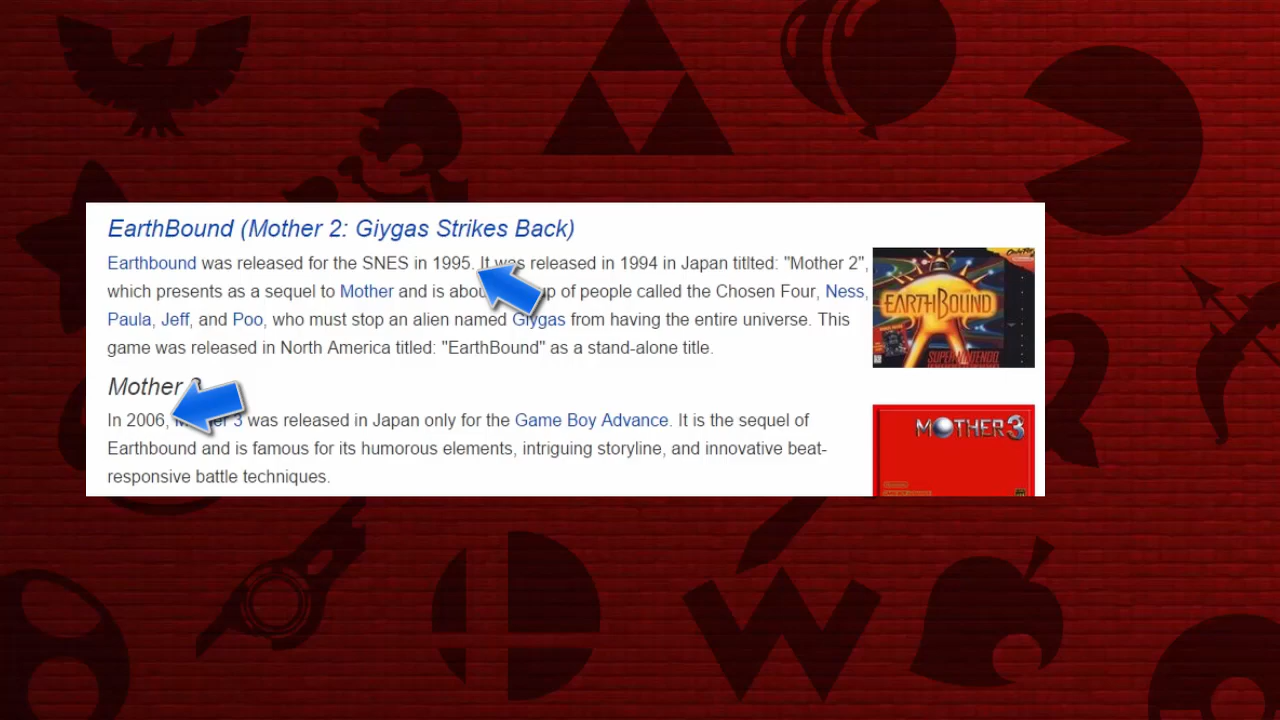 EarthBound (Mother 2: Giygas Strikes Back)
Earthbound was released for the SNES in 1995. It was released in 1994 in Japan titlted: "Mother 2",
which presents as a sequel to Mother and is about of people called the Chosen Four, Ness,
Paula, Jeff, and Poo, who must stop an alien named Giygas from having the entire universe. This
game was released in North America titled: "EarthBound" as a stand-alone title.
EARTHBOUND
SUPER NINTENDO
Mother 3
In 2006, Mother 3 was released in Japan only for the Game Boy Advance. It is the sequel of
Earthbound and is famous for its humorous elements, intriguing storyline, and innovative beat-
responsive battle techniques.
MOTHER3